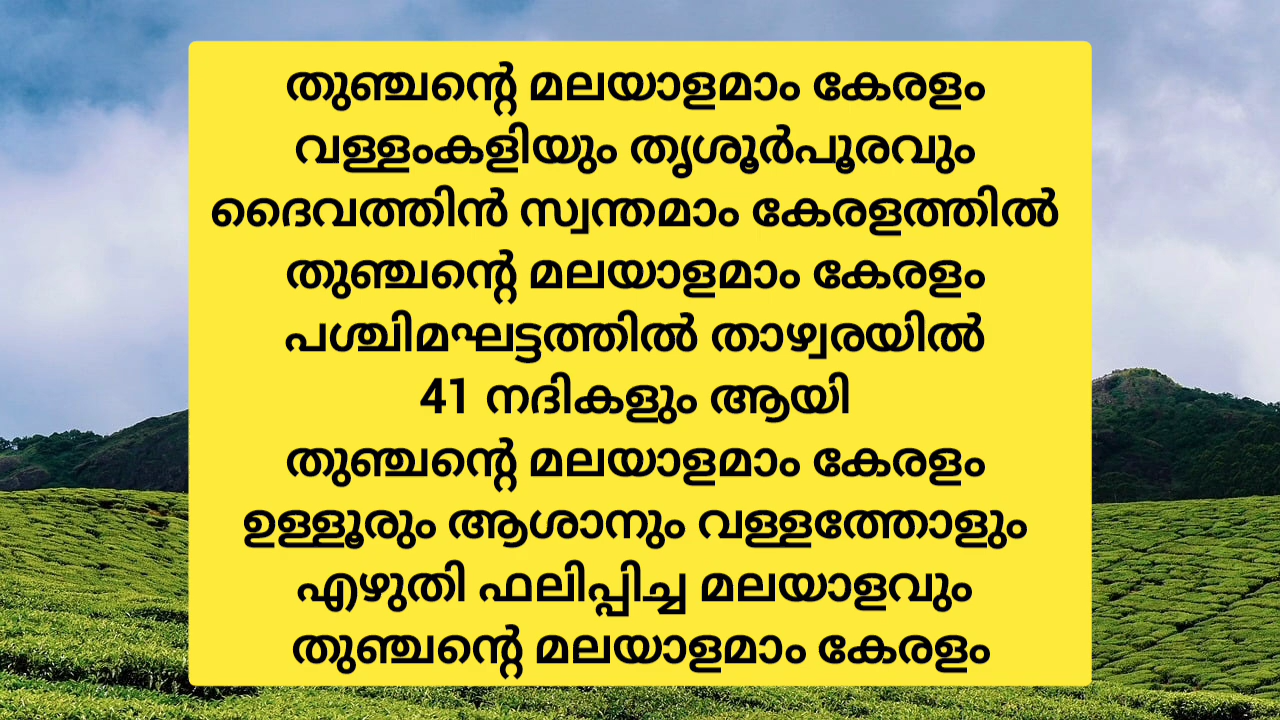 തുഞ്ചന്റെ മലയാളമാം കേരളം
വള്ളംകളിയും തൃശൂർപൂരവും
ദൈവത്തിൻ സ്വന്തമാം കേരളത്തിൽ
തുഞ്ചന്റെ മലയാളമാം കേരളം
പശ്ചിമഘട്ടത്തിൽ താഴ്വരയിൽ
41 നദികളും ആയി
തുഞ്ചന്റെ മലയാളമാം കേരളം
ഉള്ളൂരും ആശാനും വള്ളത്തോളും
എഴുതി ഫലിപ്പിച്ച മലയാളവും
തുഞ്ചന്റെ മലയാളമാം കേരളം